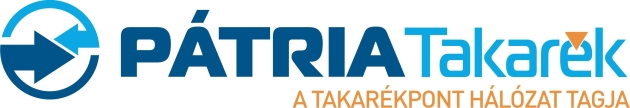 PÁTRIA Takarék
A TAKARÉKPONT HÁLÓZAT TAGJA